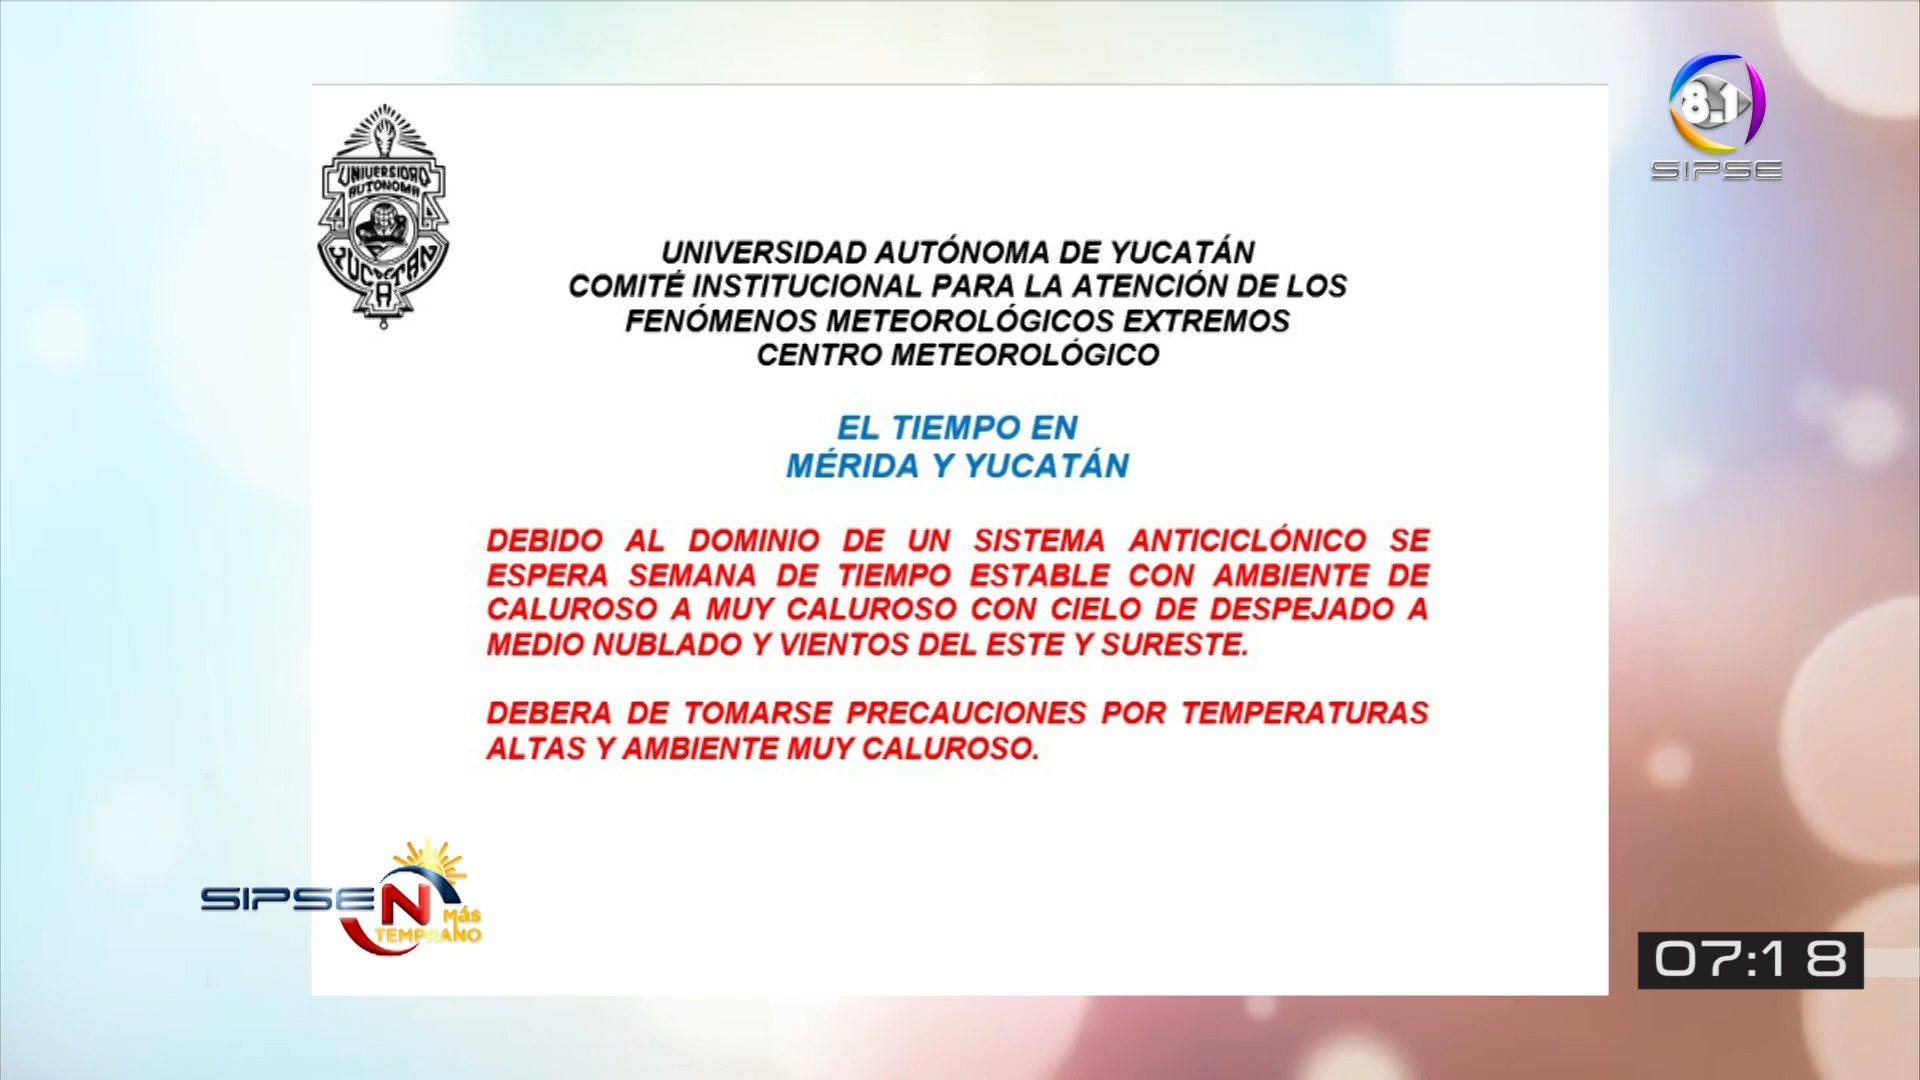 8.1
SIPSE
UNIVERSIDAD
AUTONOMA
YUCATAN
UNIVERSIDAD AUTÓNOMA DE YUCATÁN
COMITÉ INSTITUCIONAL PARA LA ATENCIÓN DE LOS
FENÓMENOS METEOROLÓGICOS EXTREMOS
CENTRO METEOROLÓGICO
EL TIEMPO EN
MÉRIDA Y YUCATÁN
DEBIDO AL DOMINIO DE UN SISTEMA ANTICICLÓNICO SE
ESPERA SEMANA DE TIEMPO ESTABLE CON AMBIENTE DE
CALUROSO A MUY CALUROSO CON CIELO DE DESPEJADO A
MEDIO NUBLADO Y VIENTOS DEL ESTE Y SURESTE.
DEBERA DE TOMARSE PRECAUCIONES POR TEMPERATURAS
ALTAS Y AMBIENTE MUY CALUROSO.
SIPSE N
MÁS
TEMPRANO
07:18